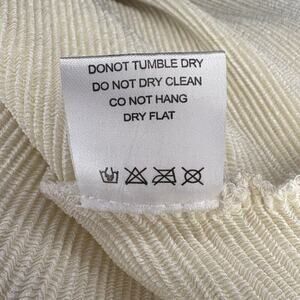 DONOT TUMBLE DRY
DO NOT DRY CLEAN
CO NOT HANG
DRY FLAT